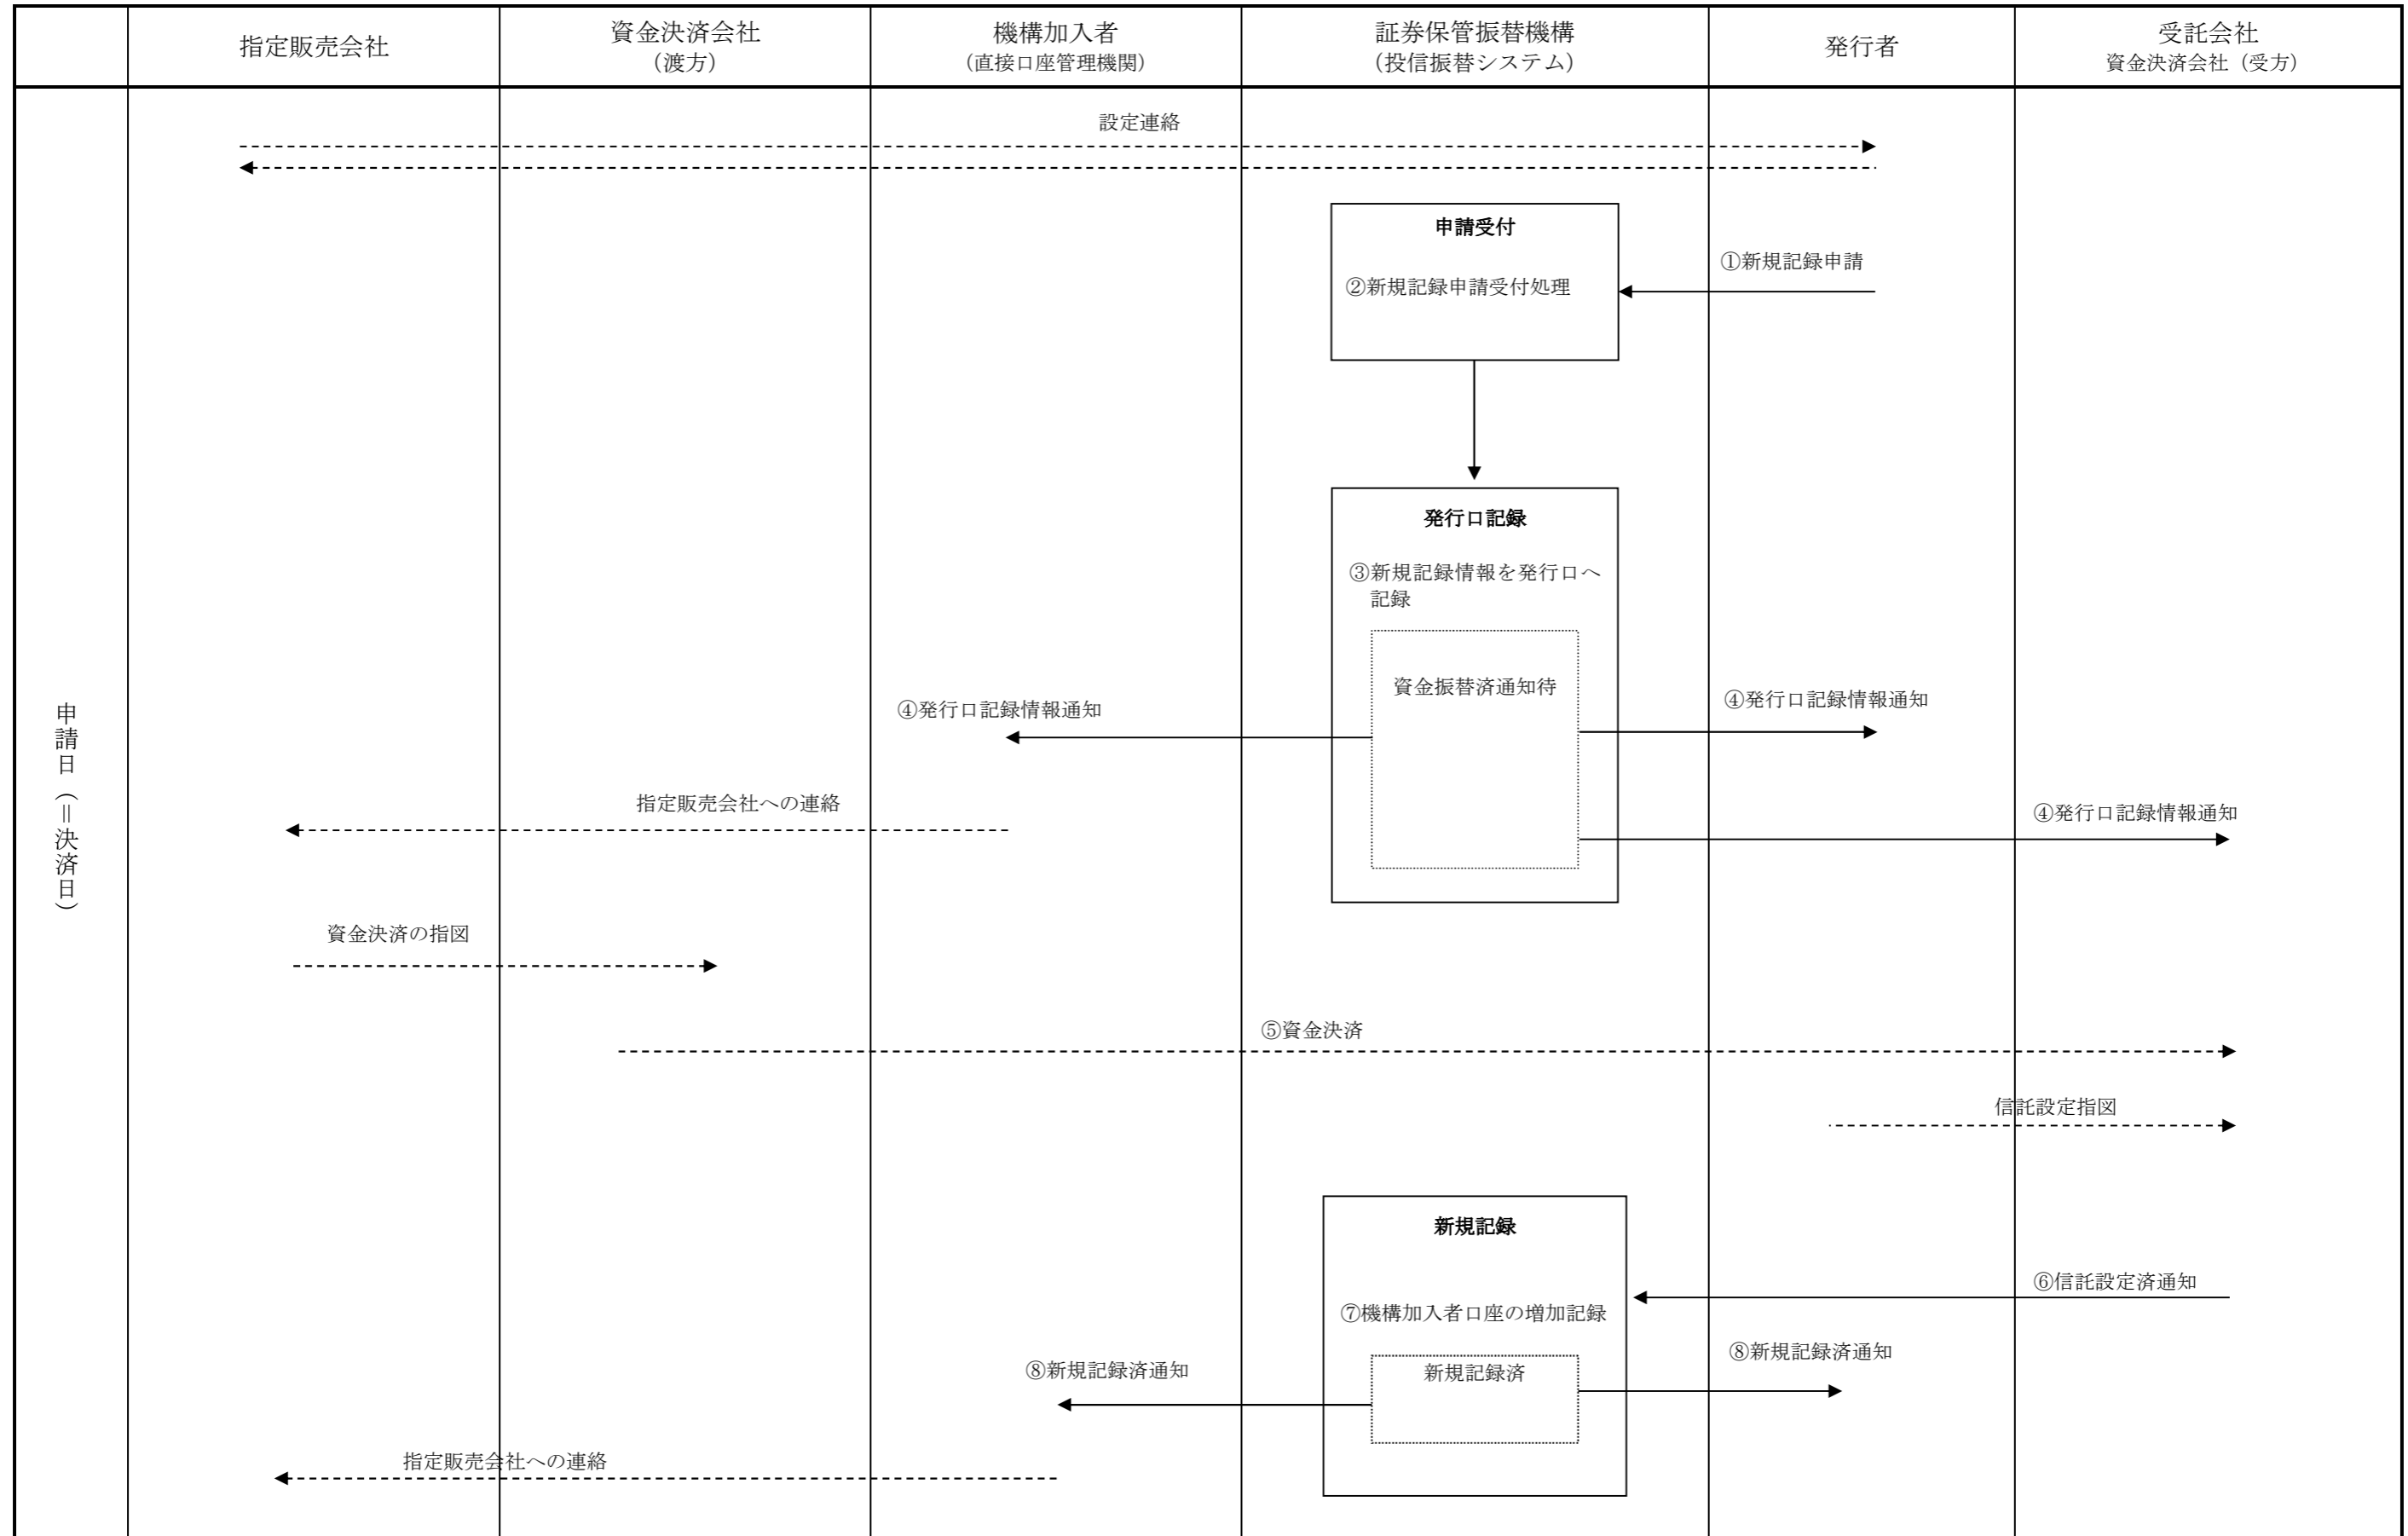 指定販売会社
資金決済会社
（渡方）
機構加入者
（直接口座管理機関）
証券保管振替機構
（投信振替システム）
発行者
受託会社
資金決済会社（受方）
申請日（＝決済日）
設定連絡
申請受付
①新規記録申請
②新規記録申請受付処理
発行口記録
③新規記録情報を発行口へ
記録
資金振替済通知待
④発行口記録情報通知
④発行口記録情報通知
指定販売会社への連絡
④発行口記録情報通知
資金決済の指図
⑤資金決済
信託設定指図
新規記録
⑥信託設定済通知
⑦機構加入者口座の増加記録
⑧新規記録済通知
新規記録済
⑧新規記録済通知
指定販売会社への連絡